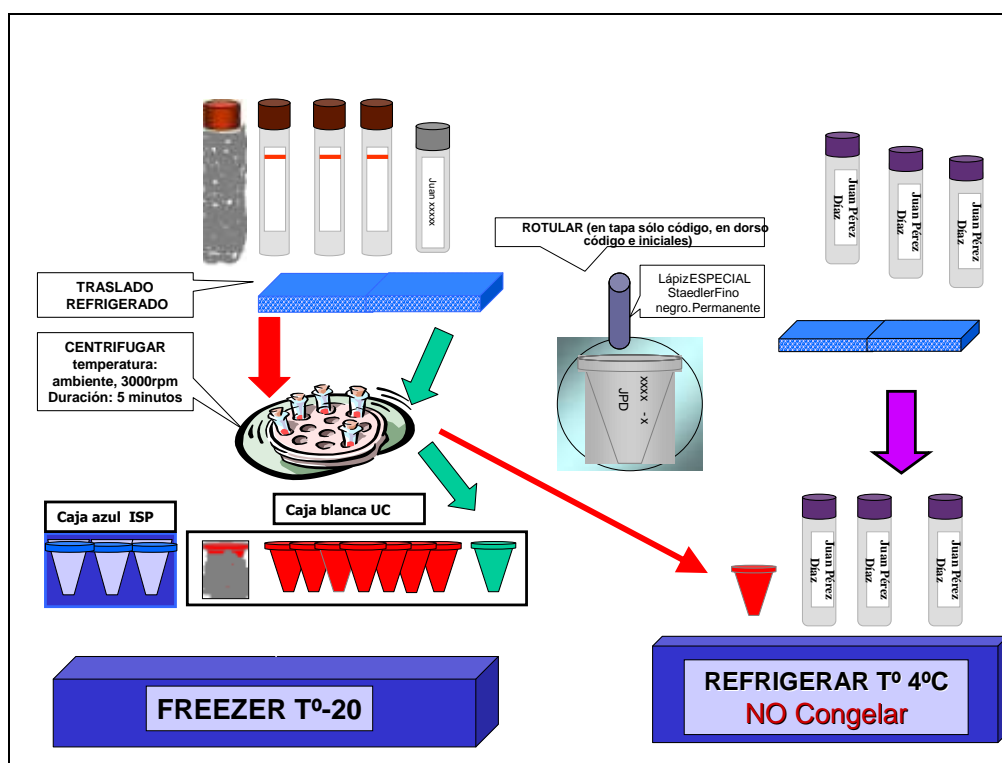 Juan xxxxx
Juan Pérez
Díaz
Juan Pérez
Díaz
Juan Pérez
Díaz
ROTULAR (en tapa sólo código, en dorso
código e iniciales)
LápizESPECIAL
StaedlerFino
negro.Permanente
TRASLADO
REFRIGERADO
CENTRIFUGAR
temperatura:
ambiente, 3000rpm
Duración: 5 minutos
xxxx -x
JPD
Caja azul ISP
Caja blanca UC
Juan Pérez
Díaz
Juan Pérez
Díaz
Juan Pérez
Díaz
FREEZER Tº-20
REFRIGERAR Tº 4ºC
NO Congelar